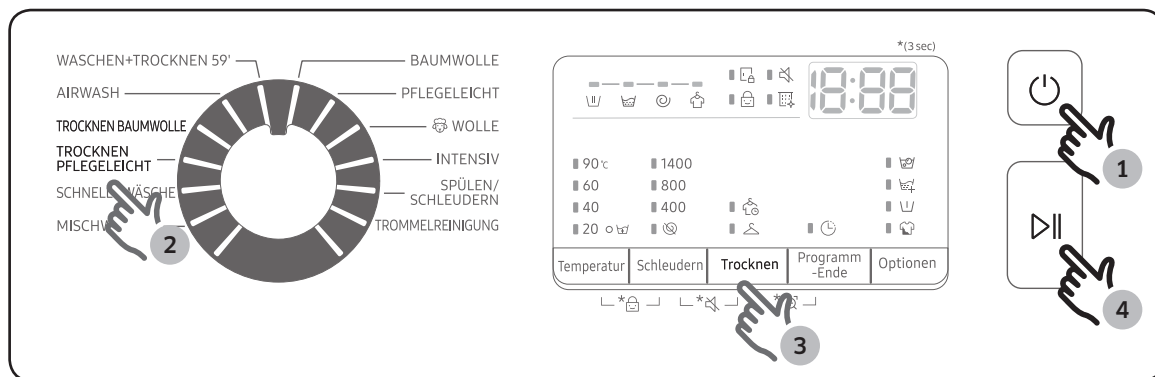 *(3 sec)
WASCHEN+TROCKNEN 59'
BAUMWOLLE
AIRWASH
PFLEGELEICHT
TROCKNEN BAUMWOLLE
WOLLE
TROCKNEN
PFLEGELEICHT
INTENSIV
SPÜLEN/
SCHLEUDERN
TROMMELREINIGUNG
2
18:88
90 °C
1400
60
800
40
400
20
Temperatur
Schleudern
Trocknen
Programm
-Ende
Optionen
*
*
*
3
1
4